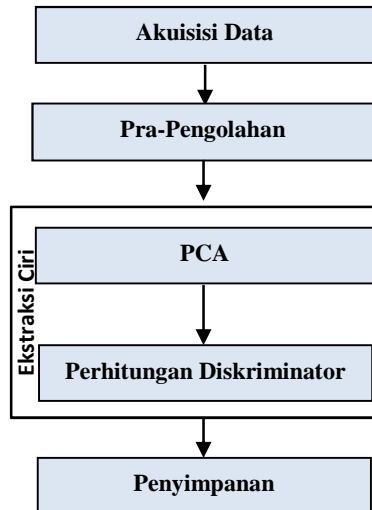 Akuisisi Data
Pra-Pengolahan
Ekstraksi Ciri
PCA
Perhitungan Diskriminator
Penyimpanan